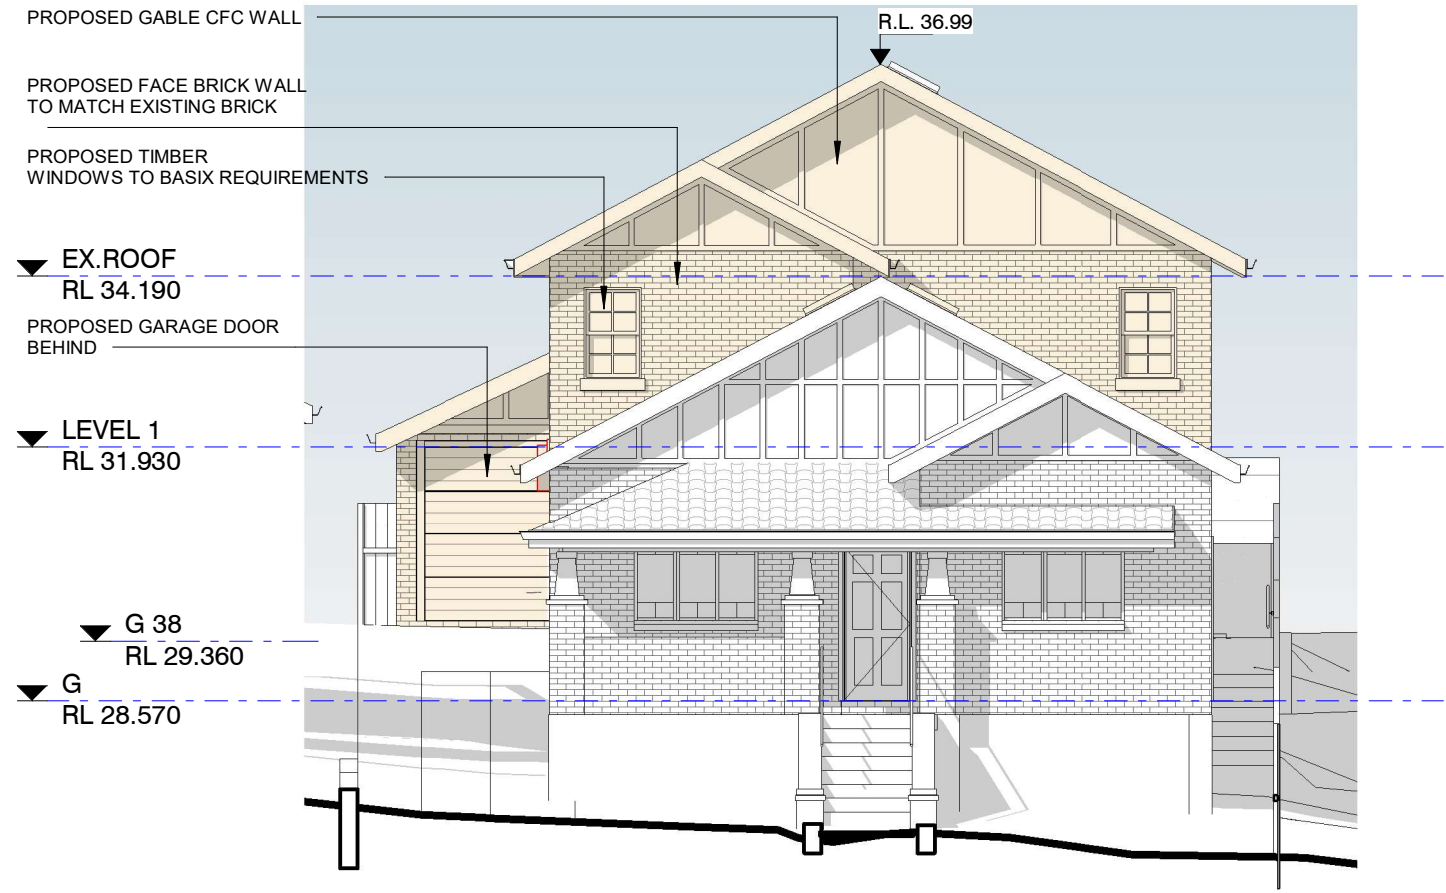 PROPOSED GABLE CFC WALL
R.L. 36.99
PROPOSED FACE BRICK WALL
TO MATCH EXISTING BRICK
PROPOSED TIMBER
WINDOWS TO BASIX REQUIREMENTS
EX.ROOF
RL 34.190
PROPOSED GARAGE DOOR
BEHIND
LEVEL 1
RL 31.930
G 38
RL 29.360
G
RL 28.570